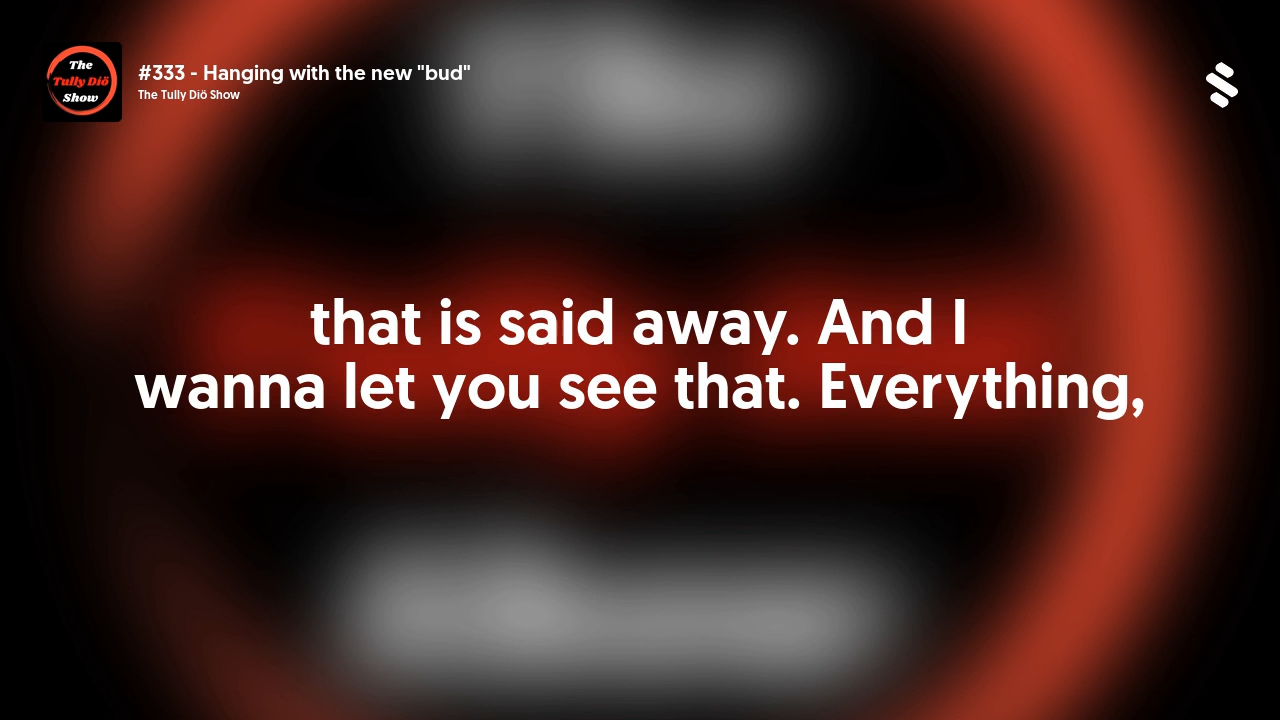 The
Tully Diö
Show
#333 - Hanging with the new "bud"
The Tully Diö Show
that is said away. And I
wanna let you see that. Everything,